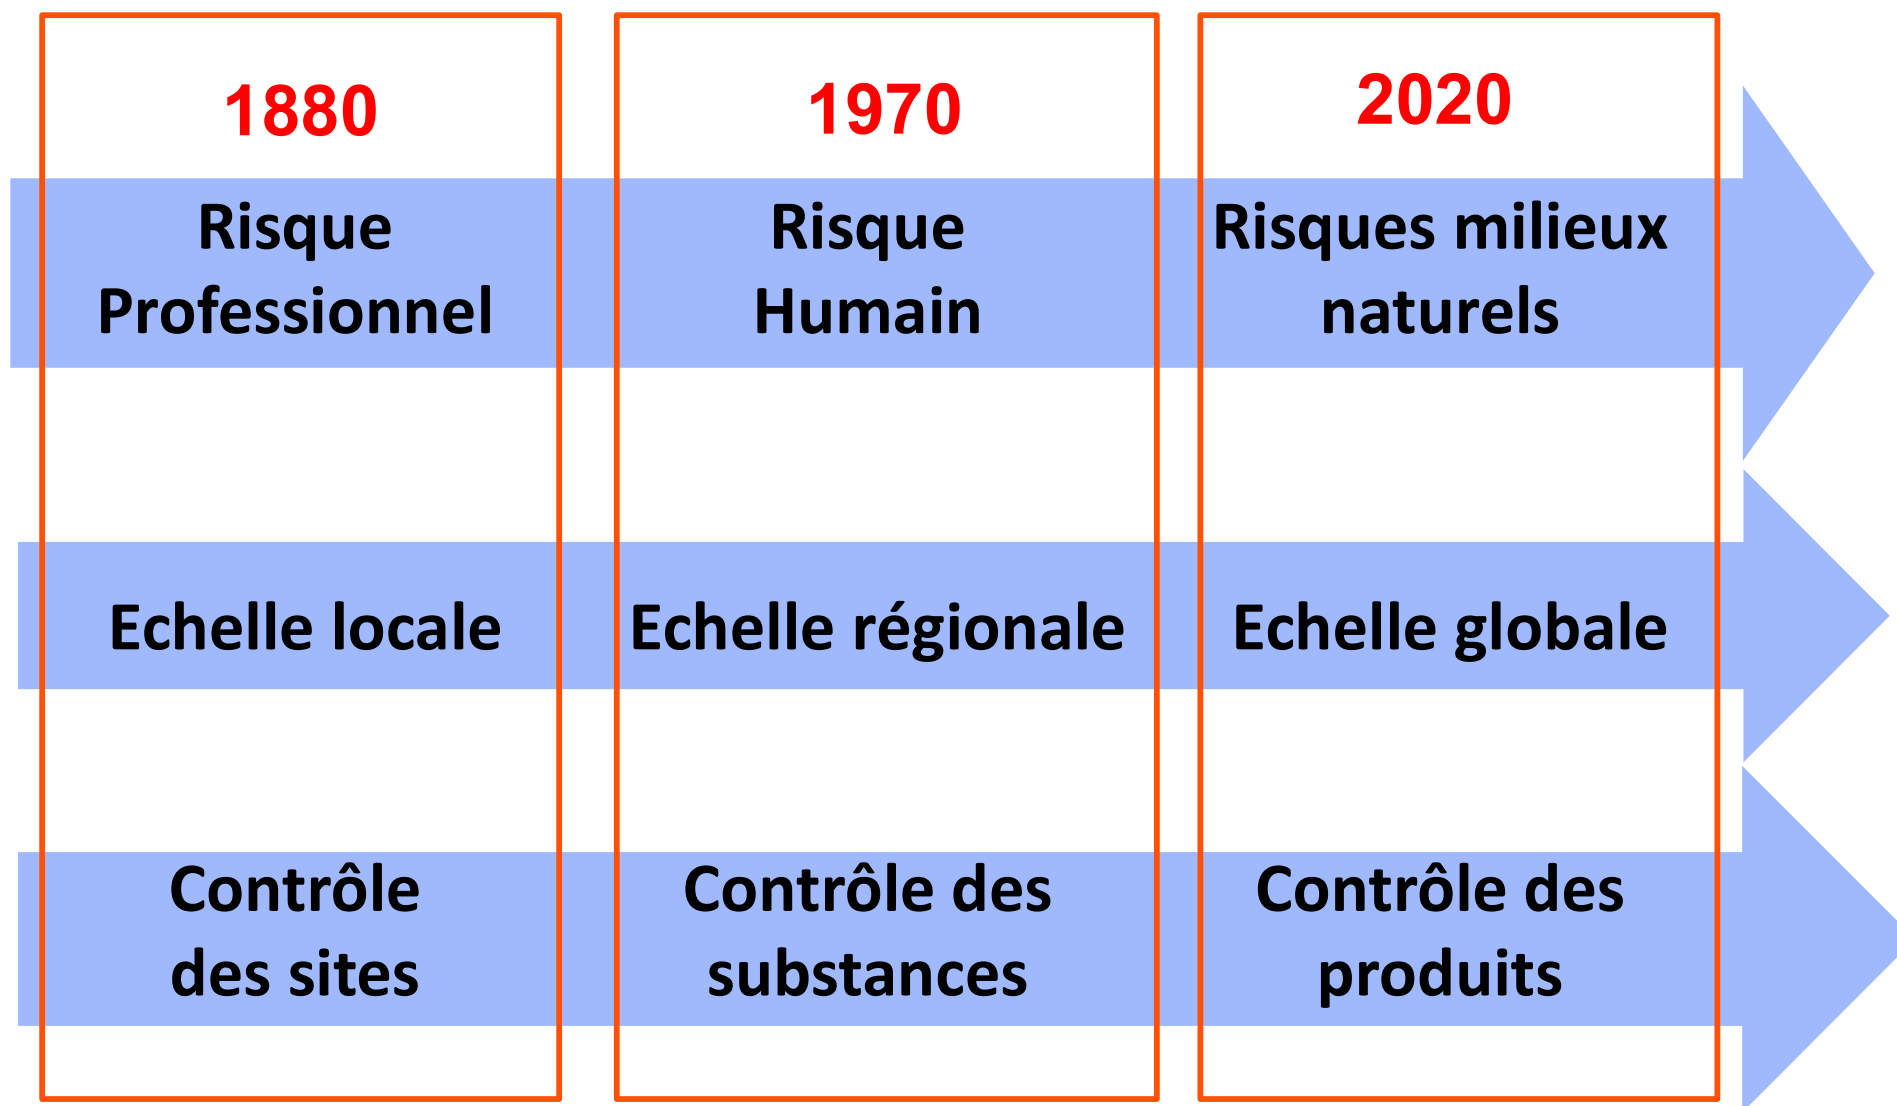 1880
Risque
Professionnel
Echelle locale
Contrôle
des sites
1970
Risque
Humain
Echelle régionale
Contrôle des
substances
2020
Risques milieux
naturels
Echelle globale
Contrôle des
produits